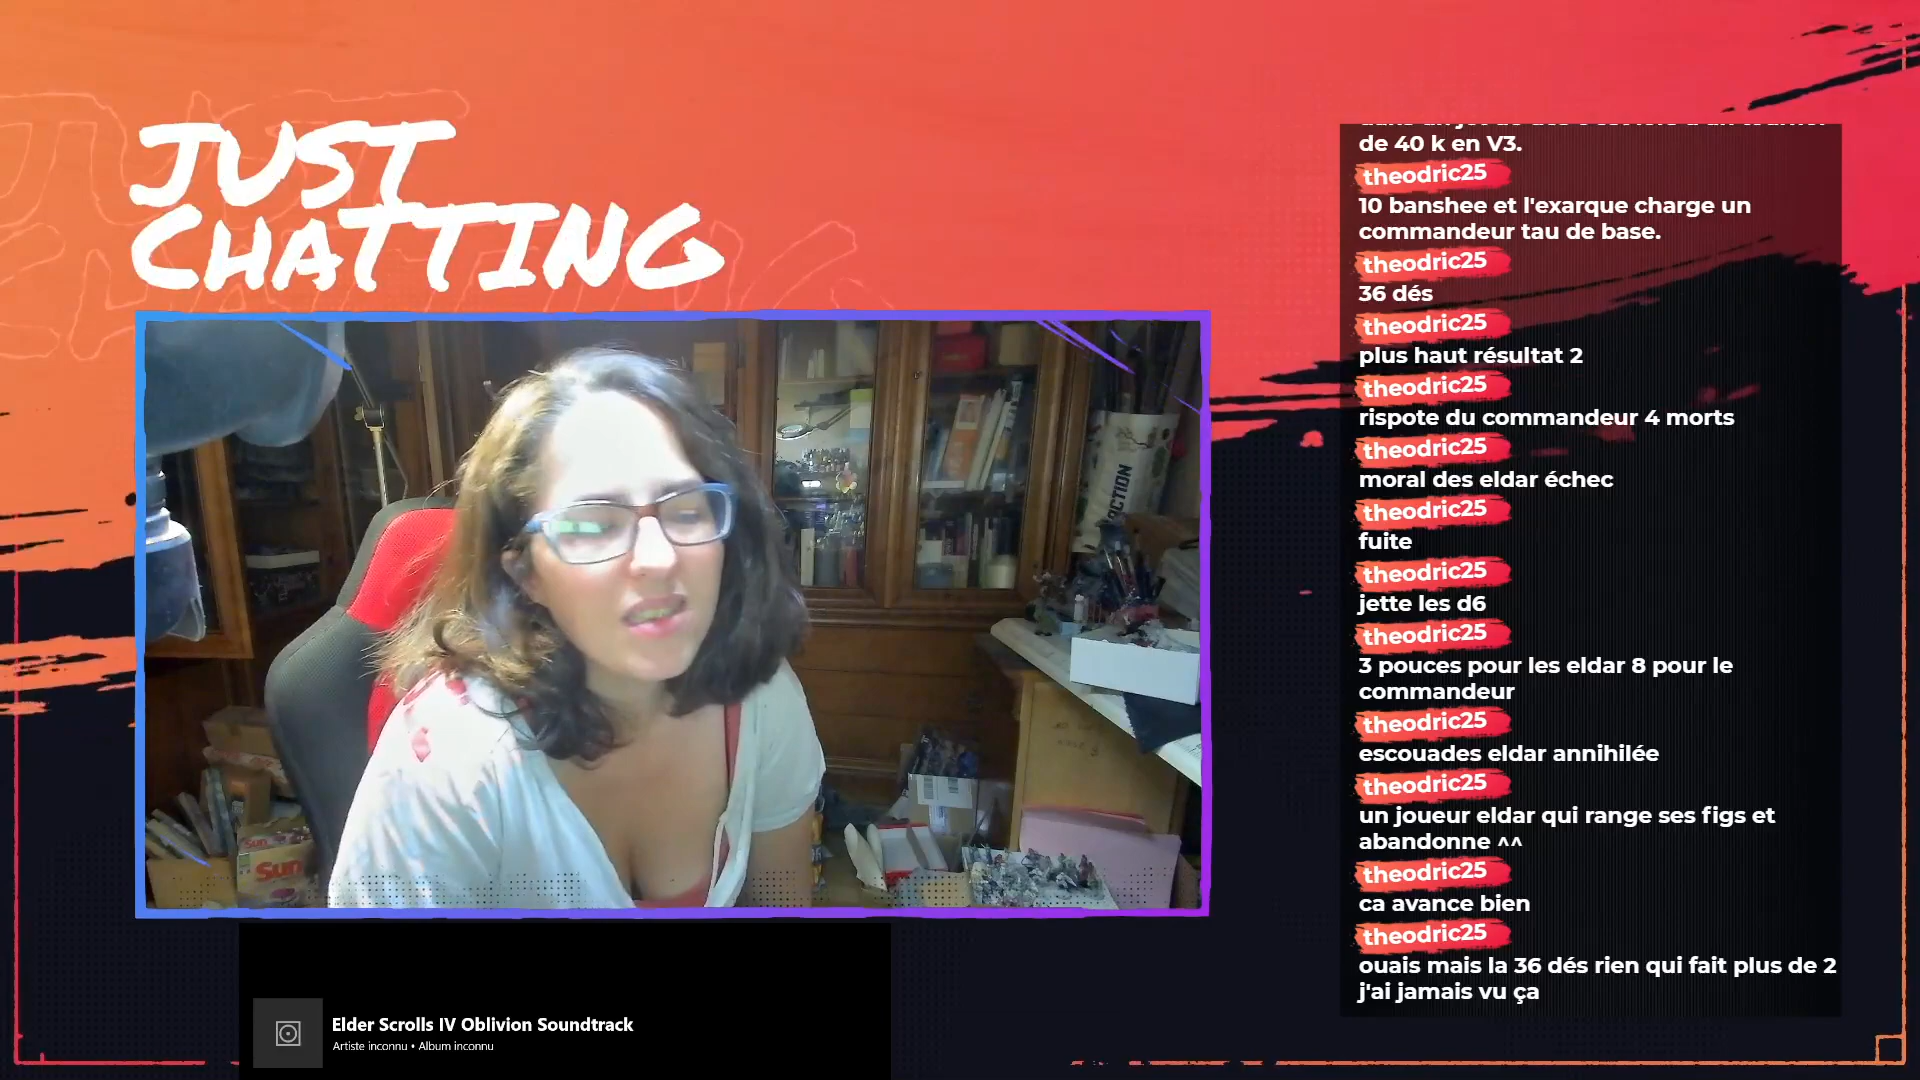 JUST
CHATTING
de 40 k en V3.
theodric25
10 banshee et l'exarque charge un
commandeur tau de base.
theodric25
36 dés
theodric25
plus haut résultat 2
theodric25
rispote du commandeur 4 morts
theodric25
moral des eldar échec
theodric25
fuite
theodric25
jette les d6
theodric25
3 pouces pour les eldar 8 pour le
commandeur
theodric25
escouades eldar annihilée
theodric25
un joueur eldar qui range ses figs et
abandonne ^^
theodric25
ca avance bien
theodric25
ouais mais la 36 dés rien qui fait plus de 2
j'ai jamais vu ça
Sun
Sun
Elder Scrolls IV Oblivion Soundtrack
Artiste inconnu • Album inconnu